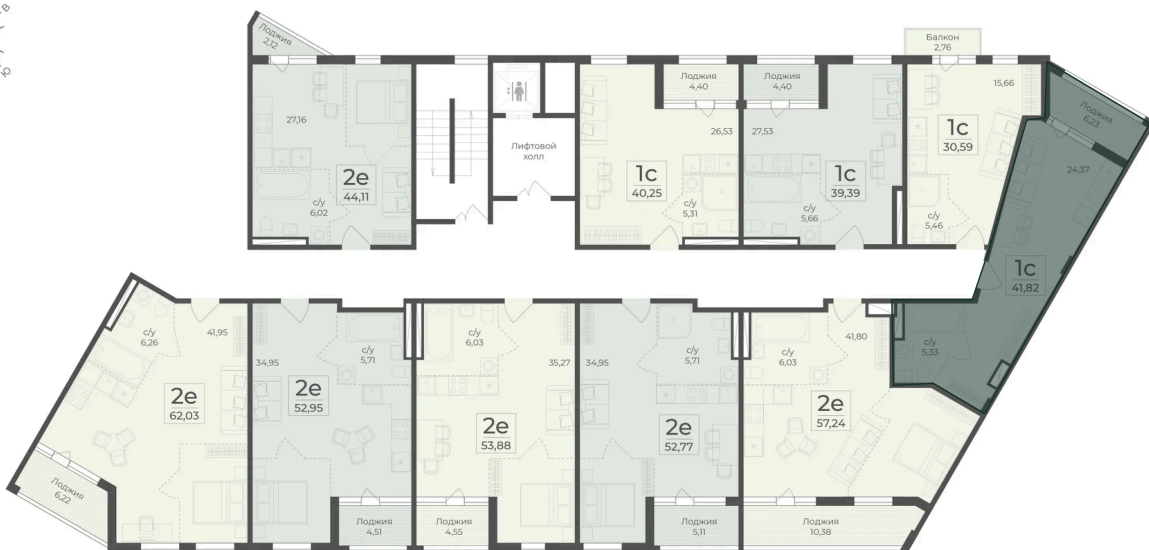 В
Ю
Лоджия
2,12
27,16
2е
44,11
с/у
6,02
Лифтовой
холл
Лоджия
4,40
26,53
1с
40,25
с/у
5,31
Лоджия
4,40
27,53
1с
39,39
с/у
5,66
Балкон
2,76
15,66
1с
30,59
с/у
5,46
Лоджия
6,23
24,37
1с
41,82
с/у
5,33
с/у
6,26
41,95
2е
62,03
Лоджия
6,22
34,95
с/у
5,71
2е
52,95
Лоджия
4,51
с/у
6,03
35,27
2е
53,88
Лоджия
4,55
34,95
с/у
5,71
2е
52,77
Лоджия
5,11
с/у
6,03
41,80
2е
57,24
Лоджия
10,38